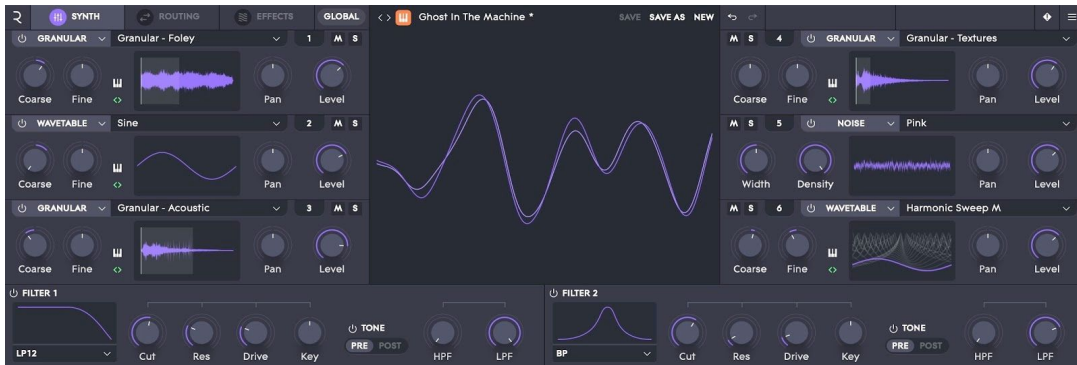 SYNTH ROUTING EFFECTS GLOBAL Ghost In The Machine * SAVE SAVE AS NEW
GRANULAR Granular - Foley 1 M S
Coarse Fine Pan Level
WAVETABLE Sine 2 M S
Coarse Fine Pan Level
GRANULAR Granular - Acoustic 3 M S
Coarse Fine Pan Level
M S 4 GRANULAR Granular - Textures
Coarse Fine Pan Level
M S 5 NOISE Pink
Width Density Pan Level
M S 6 WAVETABLE Harmonic Sweep M
Coarse Fine Pan Level
FILTER 1
LP12
Cut Res Drive Key
TONE
PRE POST
HPF LPF
FILTER 2
BP
Cut Res Drive Key
TONE
PRE POST
HPF LPF